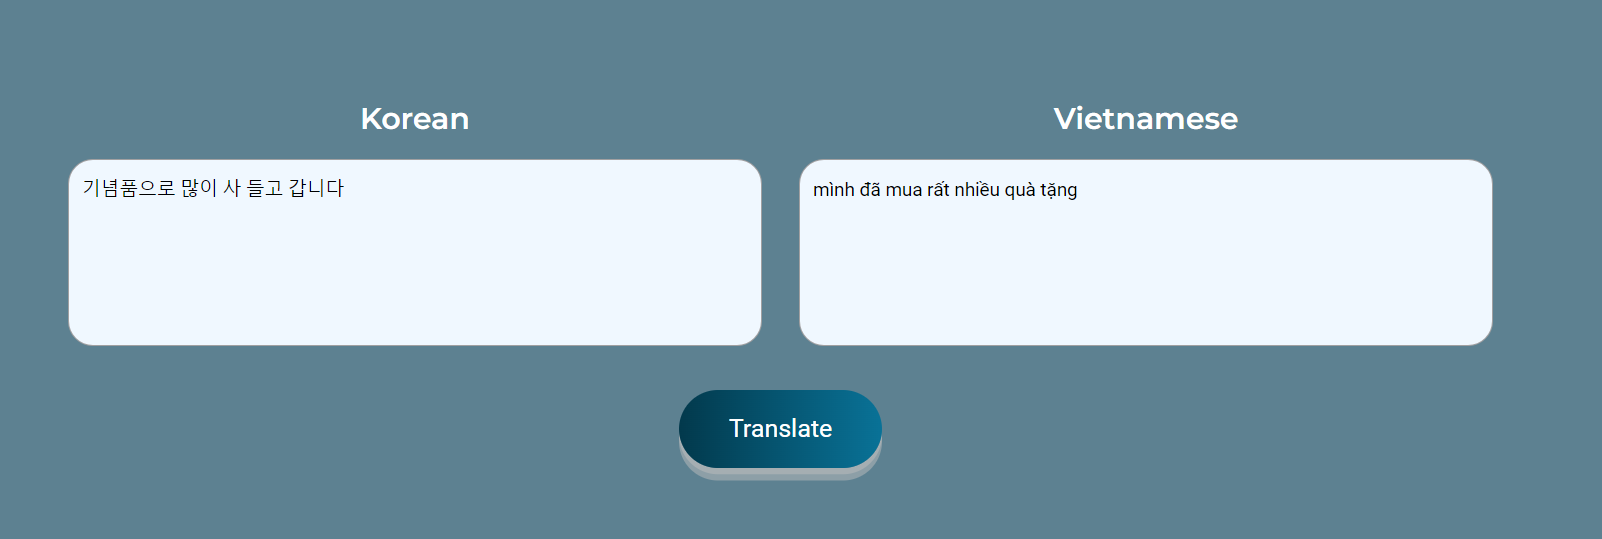 Korean
Vietnamese
기념품으로 많이 사 들고 갑니다
mình đã mua rất nhiều quà tặng
Translate